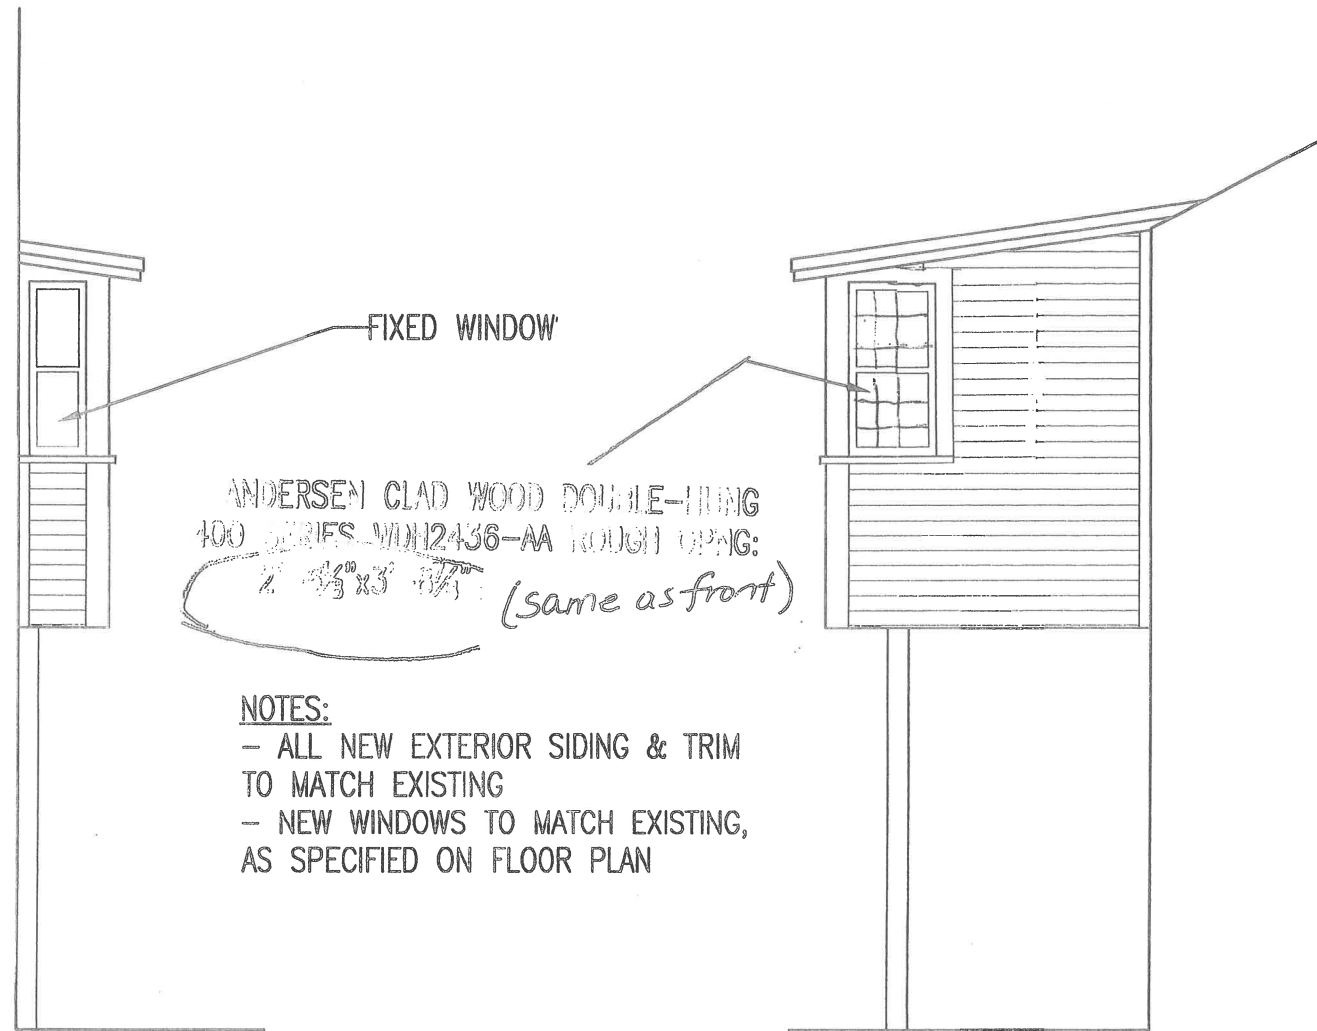 FIXED WINDOW
ANDERSEN CLAD WOOD DOUBLE-HUNG
400 SERIES WDH2436-AA ROUGH OPNG:
(same as front)
NOTES:
- ALL NEW EXTERIOR SIDING & TRIM
TO MATCH EXISTING
- NEW WINDOWS TO MATCH EXISTING,
AS SPECIFIED ON FLOOR PLAN